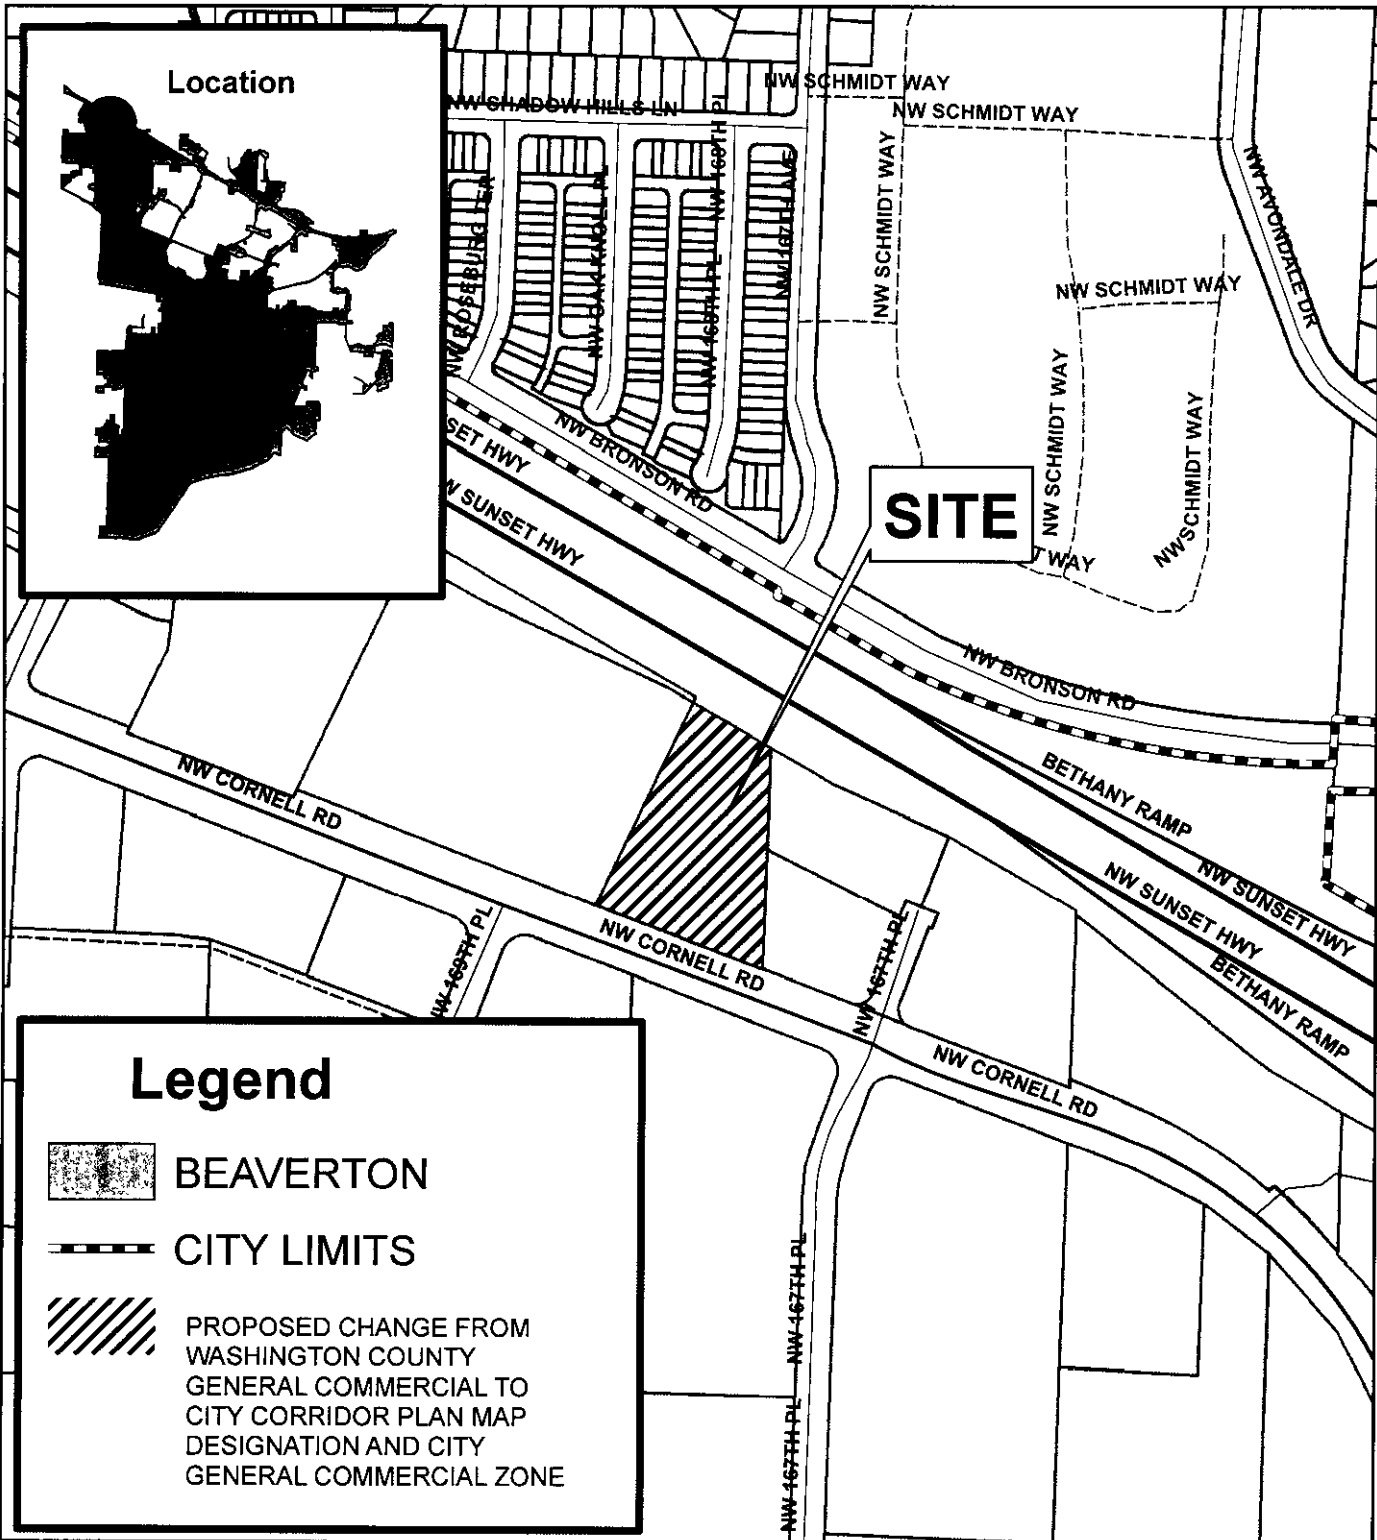 Location
NW SCHMIDT WAY
NW SCHMIDT WAY
NW SHADOW HILLS LN
NW 168TH PL
NW SCHMIDT WAY
NW AVONDALE DR
NW ROSEBURG TER
NW OAK KNOLL PL
NW 167TH AVE
NW 169TH PL
NW SCHMIDT WAY
NW SCHMIDT WAY
NW SCHMIDT WAY
SET HWY
NW BRONSON RD
W SUNSET HWY
SITE
T WAY
NW BRONSON RD
BETHANY RAMP
NW CORNELL RD
NW SUNSET HWY
NW SUNSET HWY
NW CORNELL RD
NW 169TH PL
NW 167TH PL
BETHANY RAMP
NW CORNELL RD
Legend
BEAVERTON
CITY LIMITS
PROPOSED CHANGE FROM
WASHINGTON COUNTY
GENERAL COMMERCIAL TO
CITY CORRIDOR PLAN MAP
DESIGNATION AND CITY
GENERAL COMMERCIAL ZONE
NW 167TH PL
NW 167TH PL